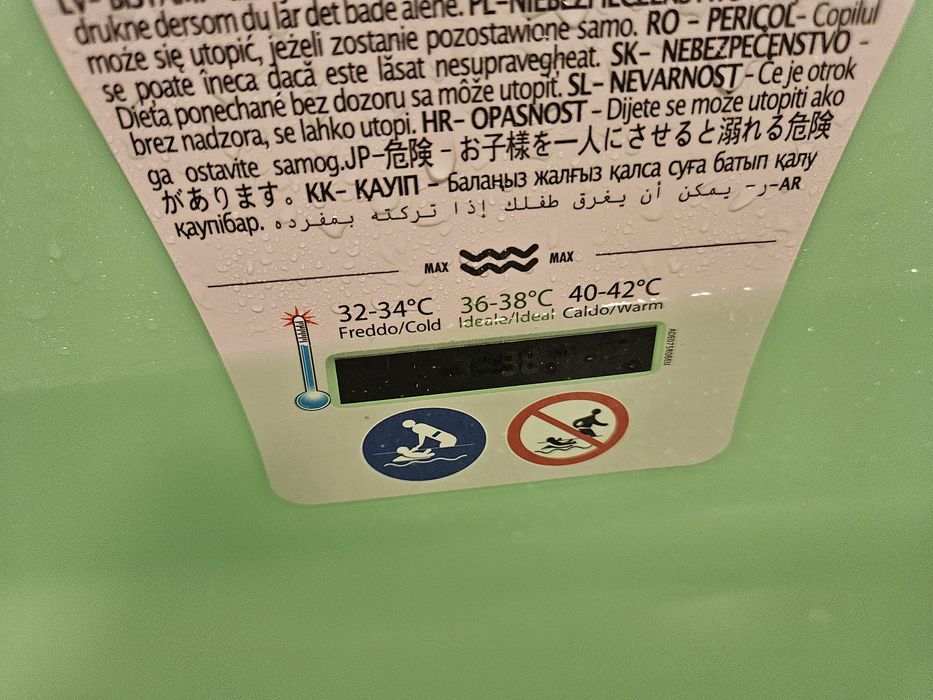 LV- BĪSTAMI
drukne dersom du lar det bade alene. PL-NIEBEZPIECZEŃSTWO
może się utopić, jeżeli zostanie pozostawione samo. RO - PERICOL- Copilul
se poate îneca dacă este lăsat nesupravegheat. SK- NEBEZPEČENSTVO -
Dieťa ponechané bez dozoru sa môže utopiť. SL- NEVARNOST- Če je otrok
brez nadzora, se lahko utopi. HR- OPASNOST - Dijete se može utopiti ako
ga ostavite samog.JP-危険 - お子様を一人にさせると溺れる危険
があります。KK- ҚАУІП - Балаңыз жалғыз қалса суға батып қалу
қаупібар. ر- يمكن أن يغرق طفلك إذا تركته بمفرده-AR
MAX MAX
32-34°C 36-38°C 40-42°C
Freddo/Cold Ideale/Ideal Caldo/Warm